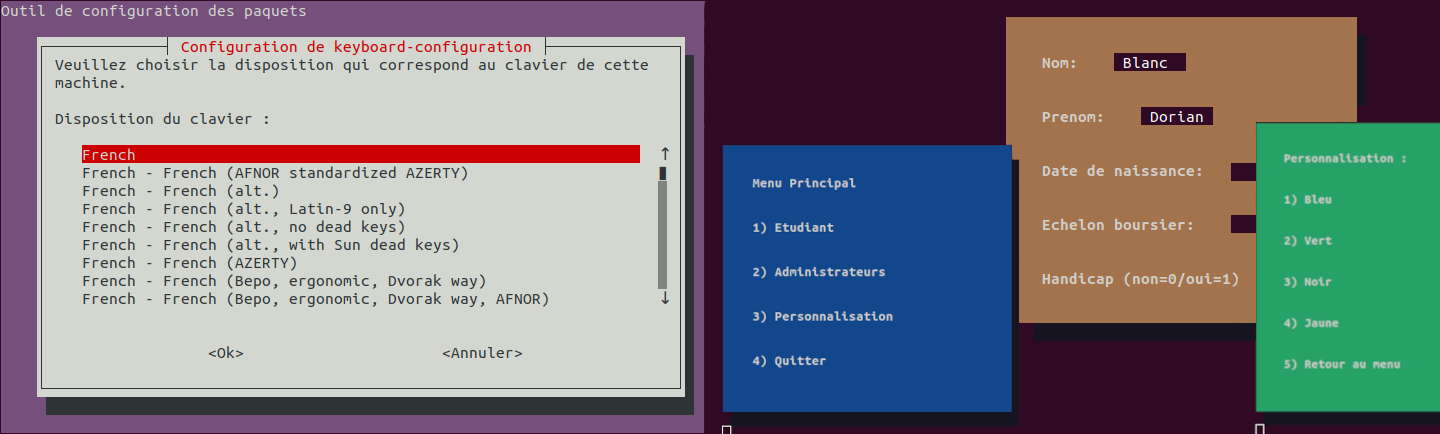 Outil de configuration des paquets
Configuration de keyboard-configuration
Veuillez choisir la disposition qui correspond au clavier de cette
machine.
Disposition du clavier :
French
French - French (AFNOR standardized AZERTY)
French - French (alt.)
French - French (alt., Latin-9 only)
French - French (alt., no dead keys)
French - French (alt., with Sun dead keys)
French - French (AZERTY)
French - French (Bepo, ergonomic, Dvorak way)
French - French (Bepo, ergonomic, Dvorak way, AFNOR)
<Ok> <Annuler>
Menu Principal
1) Etudiant
2) Administrateurs
3) Personnalisation
4) Quitter
Nom: Blanc
Prenom: Dorian
Date de naissance:
Echelon boursier:
Handicap (non=0/oui=1)
Personnalisation :
1) Bleu
2) Vert
3) Noir
4) Jaune
5) Retour au menu